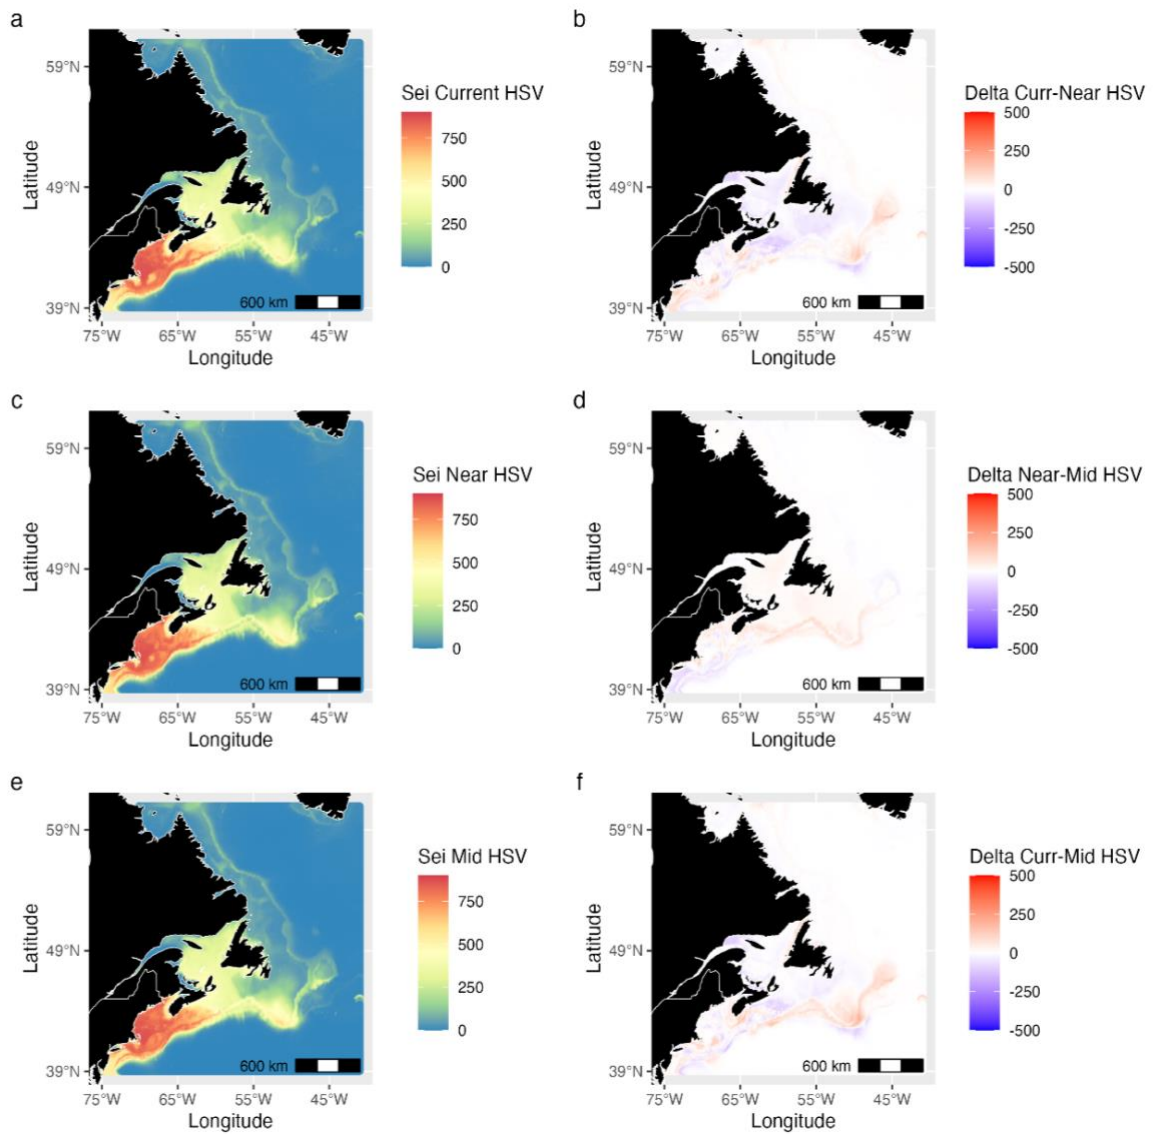 a
59°N
49°N
39°N
Latitude
75°W 65°W 55°W 45°W
Longitude
600 km
Sei Current HSV
750
500
250
0
b
59°N
49°N
39°N
Latitude
75°W 65°W 55°W 45°W
Longitude
600 km
Delta Curr-Near HSV
500
250
0
-250
-500
c
59°N
49°N
39°N
Latitude
75°W 65°W 55°W 45°W
Longitude
600 km
Sei Near HSV
750
500
250
0
d
59°N
49°N
39°N
Latitude
75°W 65°W 55°W 45°W
Longitude
600 km
Delta Near-Mid HSV
500
250
0
-250
-500
e
59°N
49°N
39°N
Latitude
75°W 65°W 55°W 45°W
Longitude
600 km
Sei Mid HSV
750
500
250
0
f
59°N
49°N
39°N
Latitude
75°W 65°W 55°W 45°W
Longitude
600 km
Delta Curr-Mid HSV
500
250
0
-250
-500